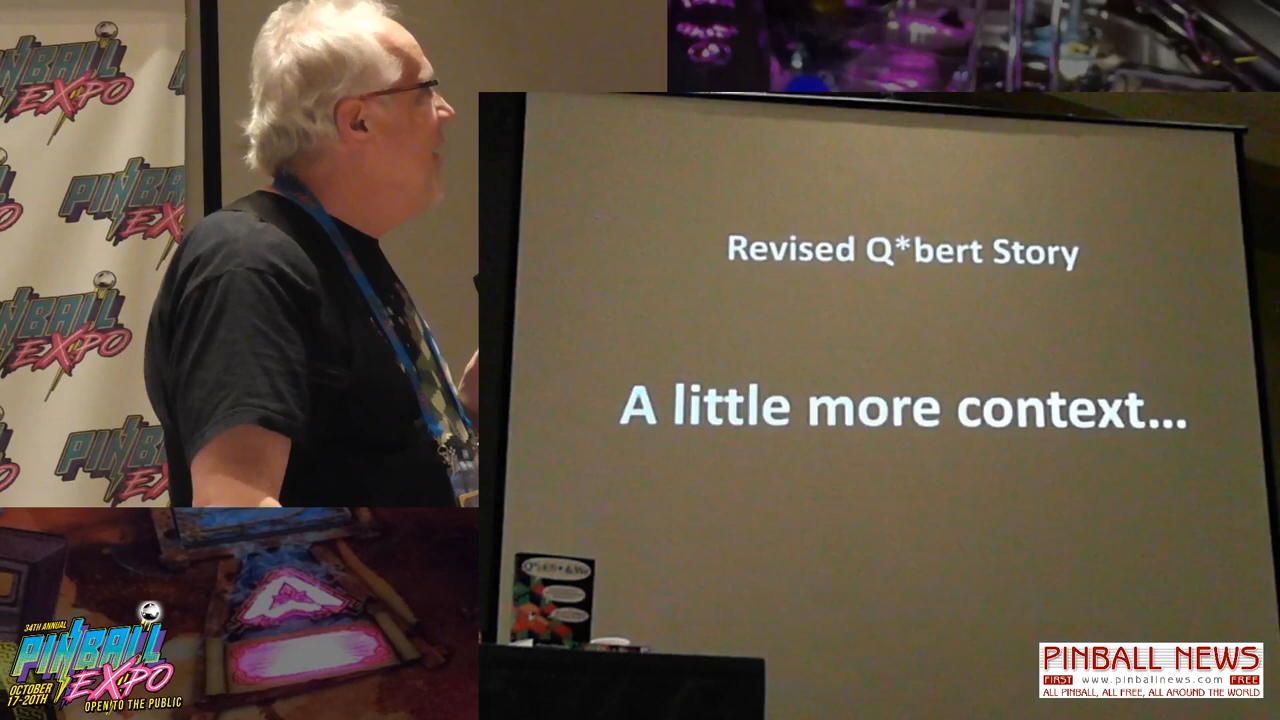 PINBALL
EXPO
PINBALL
EXPO
PINBALL
EXPO
PINBALL
EXPO
Revised Q*bert Story
A little more context...
34TH ANNUAL
PINBALL
EXPO
OCTOBER
17-20TH
OPEN TO THE PUBLIC
PINBALL NEWS
FIRST www.pinballnews.com FREE
ALL PINBALL, ALL FREE, ALL AROUND THE WORLD